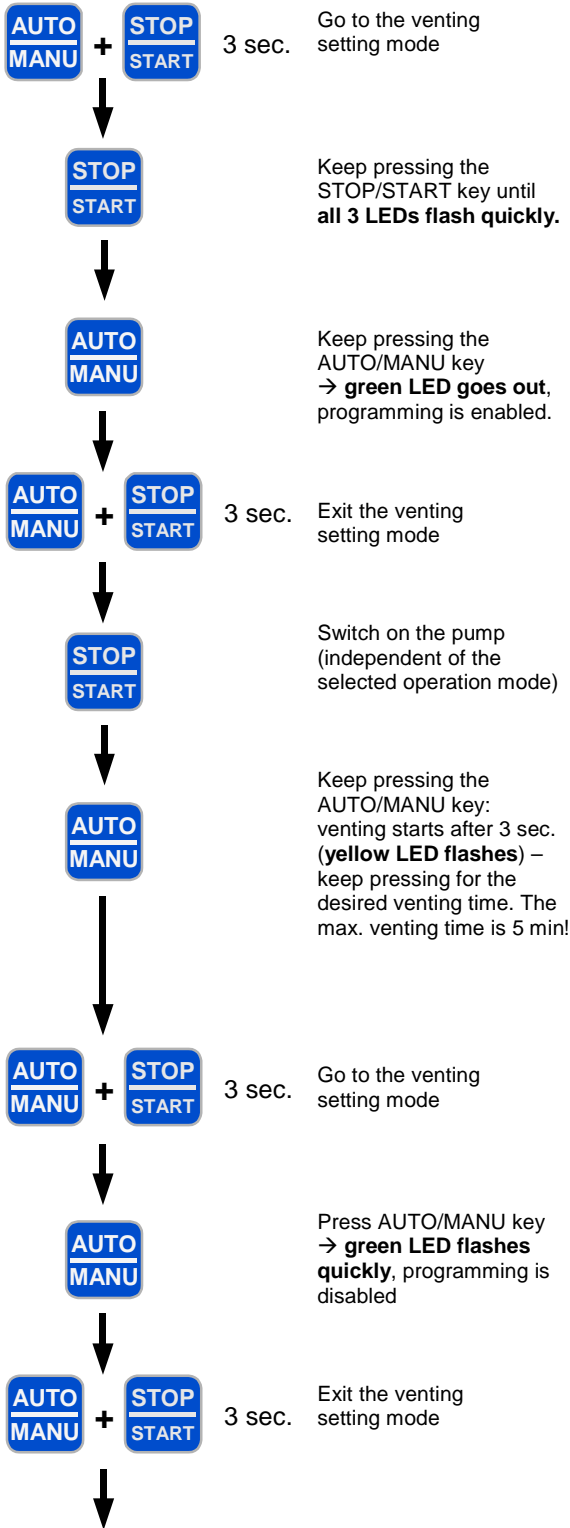 AUTO
MANU
+
STOP
START
3 sec.
Go to the venting
setting mode
STOP
START
Keep pressing the
STOP/START key until
all 3 LEDs flash quickly.
AUTO
MANU
Keep pressing the
AUTO/MANU key
→ green LED goes out,
programming is enabled.
AUTO
MANU
+
STOP
START
3 sec.
Exit the venting
setting mode
STOP
START
Switch on the pump
(independent of the
selected operation mode)
AUTO
MANU
Keep pressing the
AUTO/MANU key:
venting starts after 3 sec.
(yellow LED flashes) –
keep pressing for the
desired venting time. The
max. venting time is 5 min!
AUTO
MANU
+
STOP
START
3 sec.
Go to the venting
setting mode
AUTO
MANU
Press AUTO/MANU key
→ green LED flashes
quickly, programming is
disabled
AUTO
MANU
+
STOP
START
3 sec.
Exit the venting
setting mode